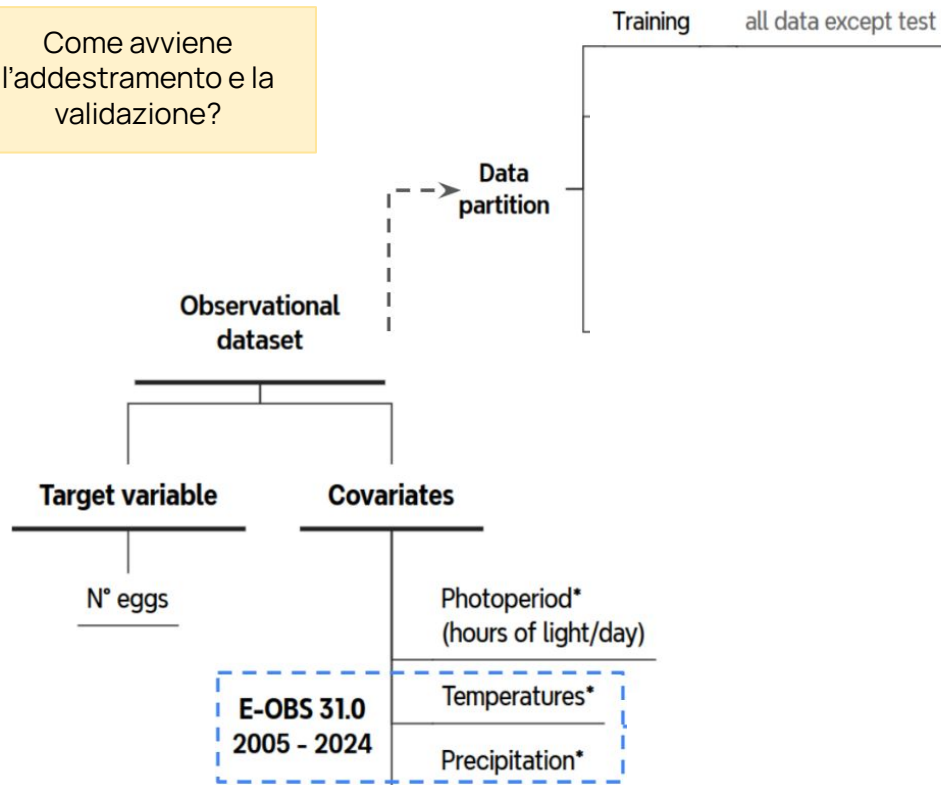 Come avviene
l'addestramento e la
validazione?
Training all data except test
Data
partition
Observational
dataset
Target variable
Covariates
N° eggs
Photoperiod*
(hours of light/day)
E-OBS 31.0
2005 - 2024
Temperatures*
Precipitation*